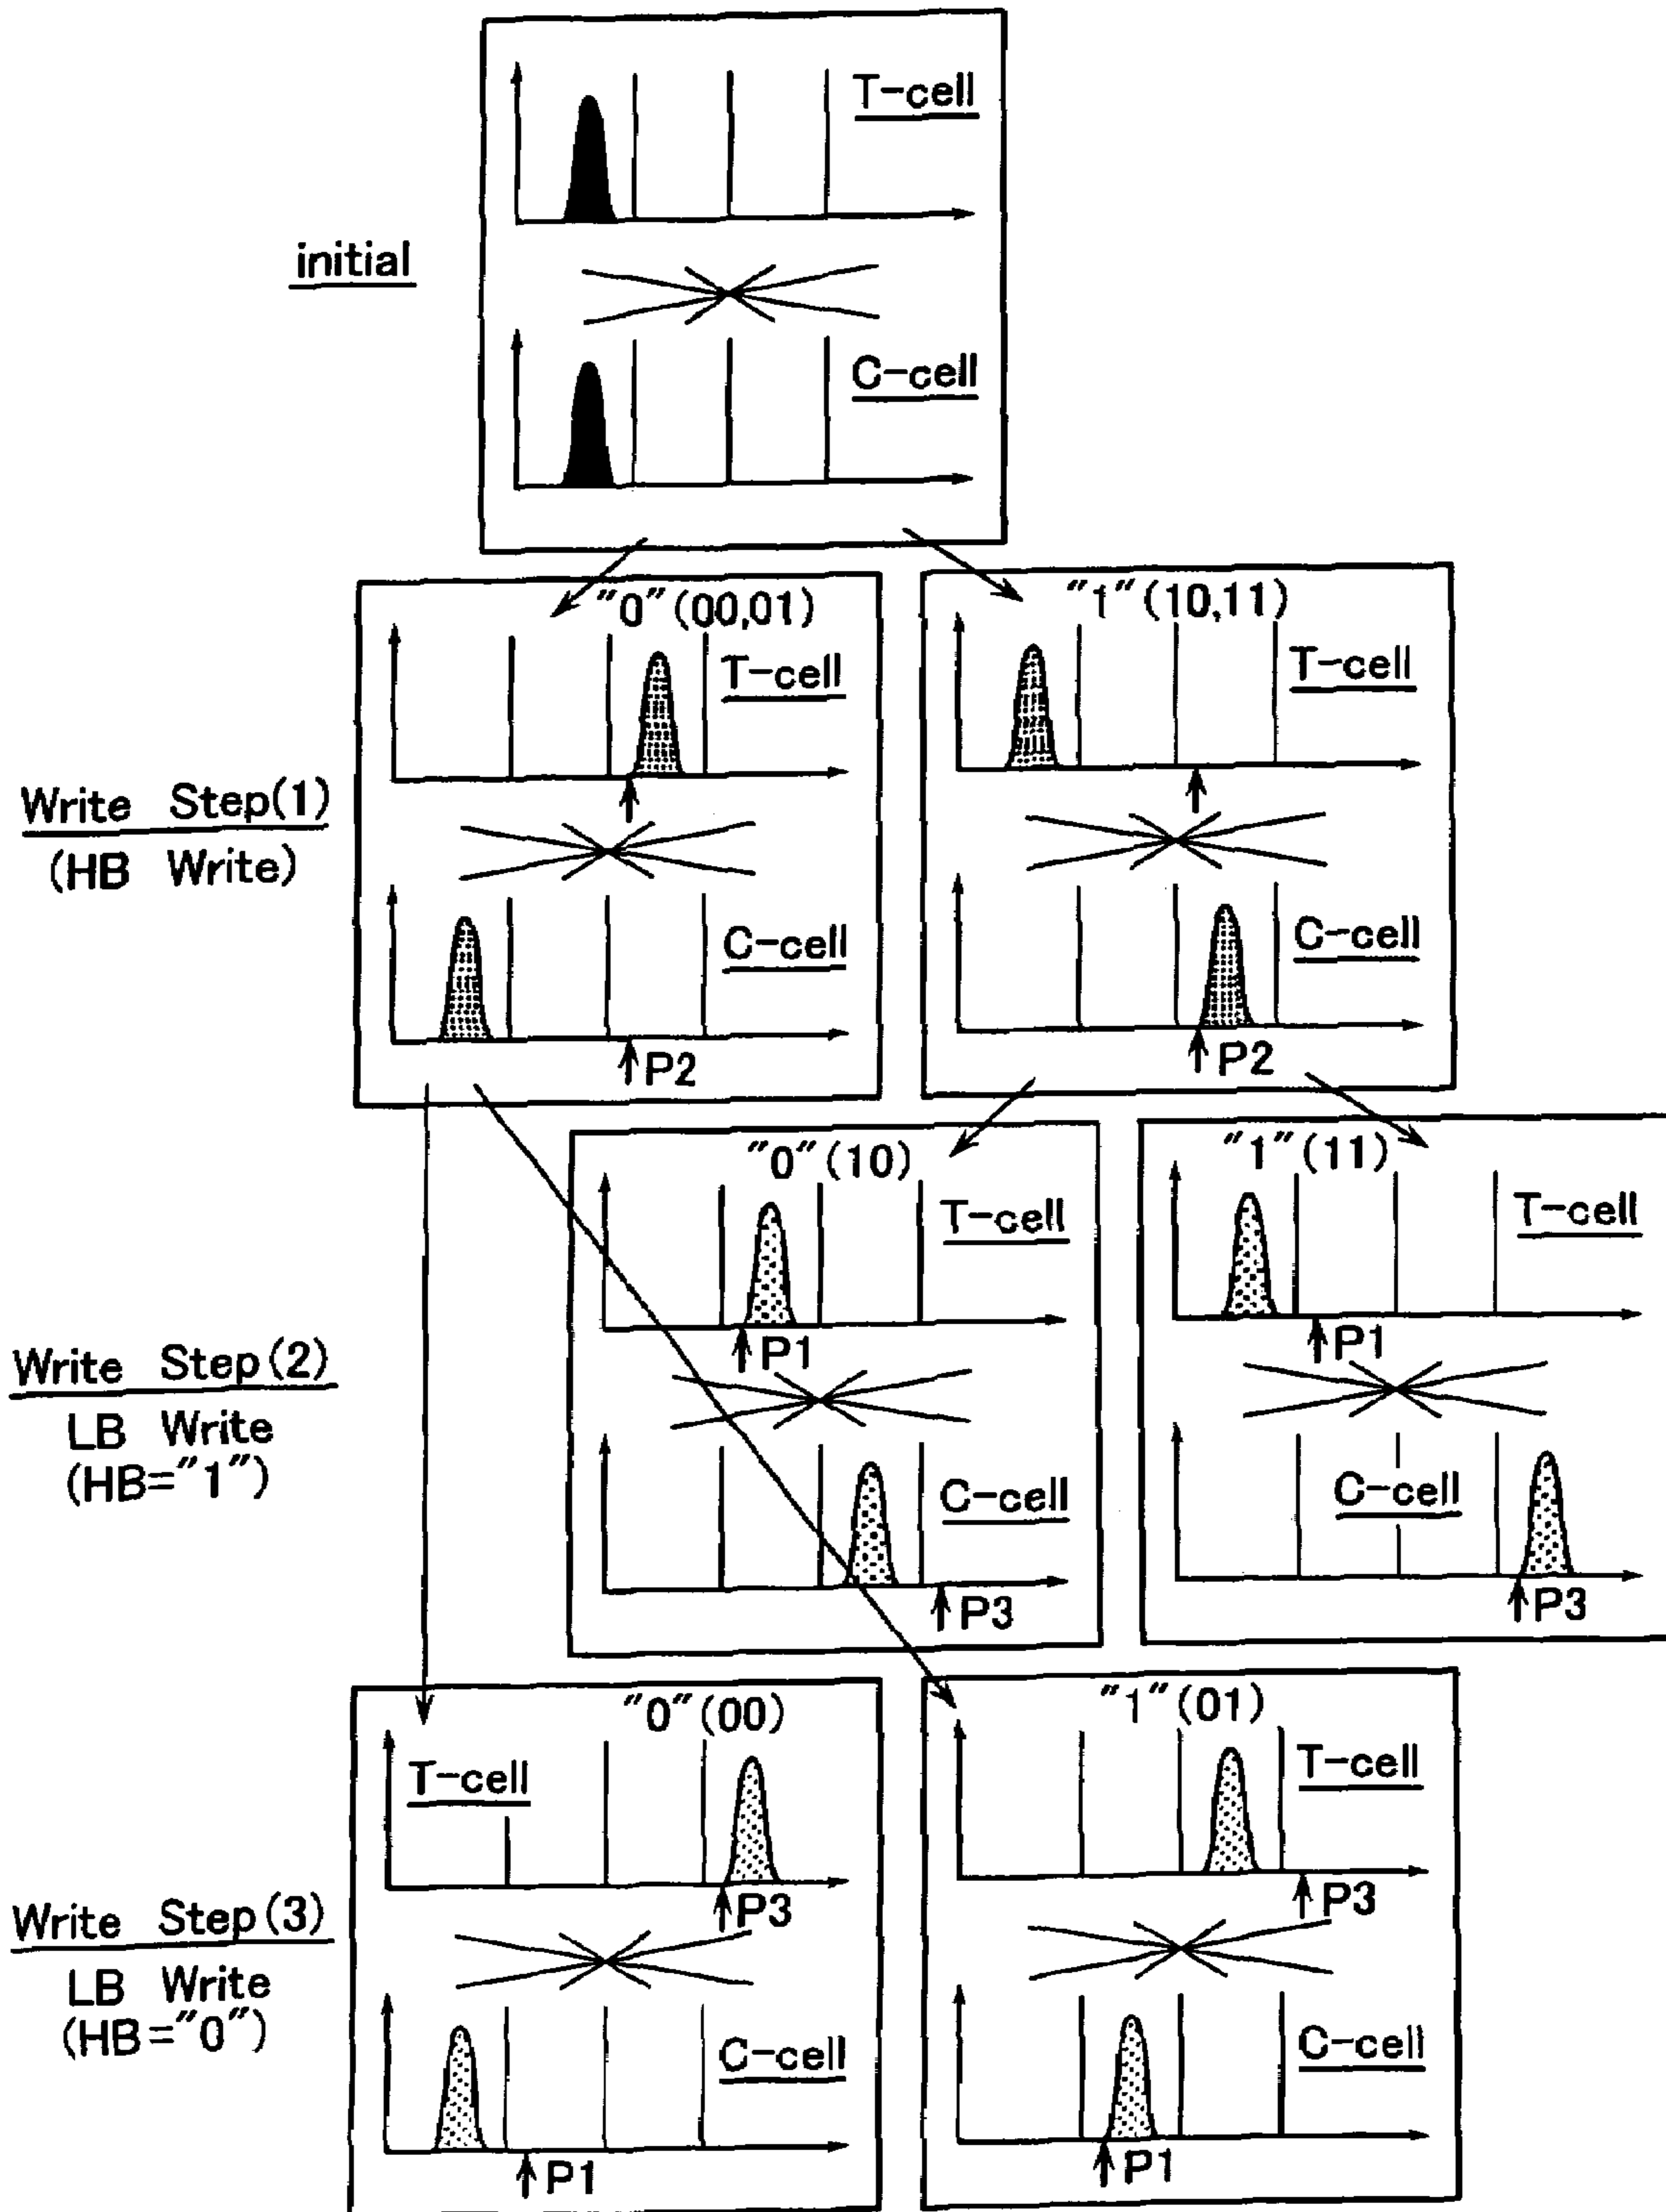 T-cell
initial
C-cell
"0"(00,01)
T-cell
C-cell
P2
"1"(10,11)
T-cell
C-cell
P2
Write Step(1)
(HB Write)
"0"(10)
T-cell
P1
C-cell
P3
"1"(11)
T-cell
P1
C-cell
P3
Write Step(2)
LB Write
(HB="1")
"0"(00)
T-cell
P3
C-cell
P1
"1"(01)
T-cell
P3
C-cell
P1
Write Step(3)
LB Write
(HB="0")